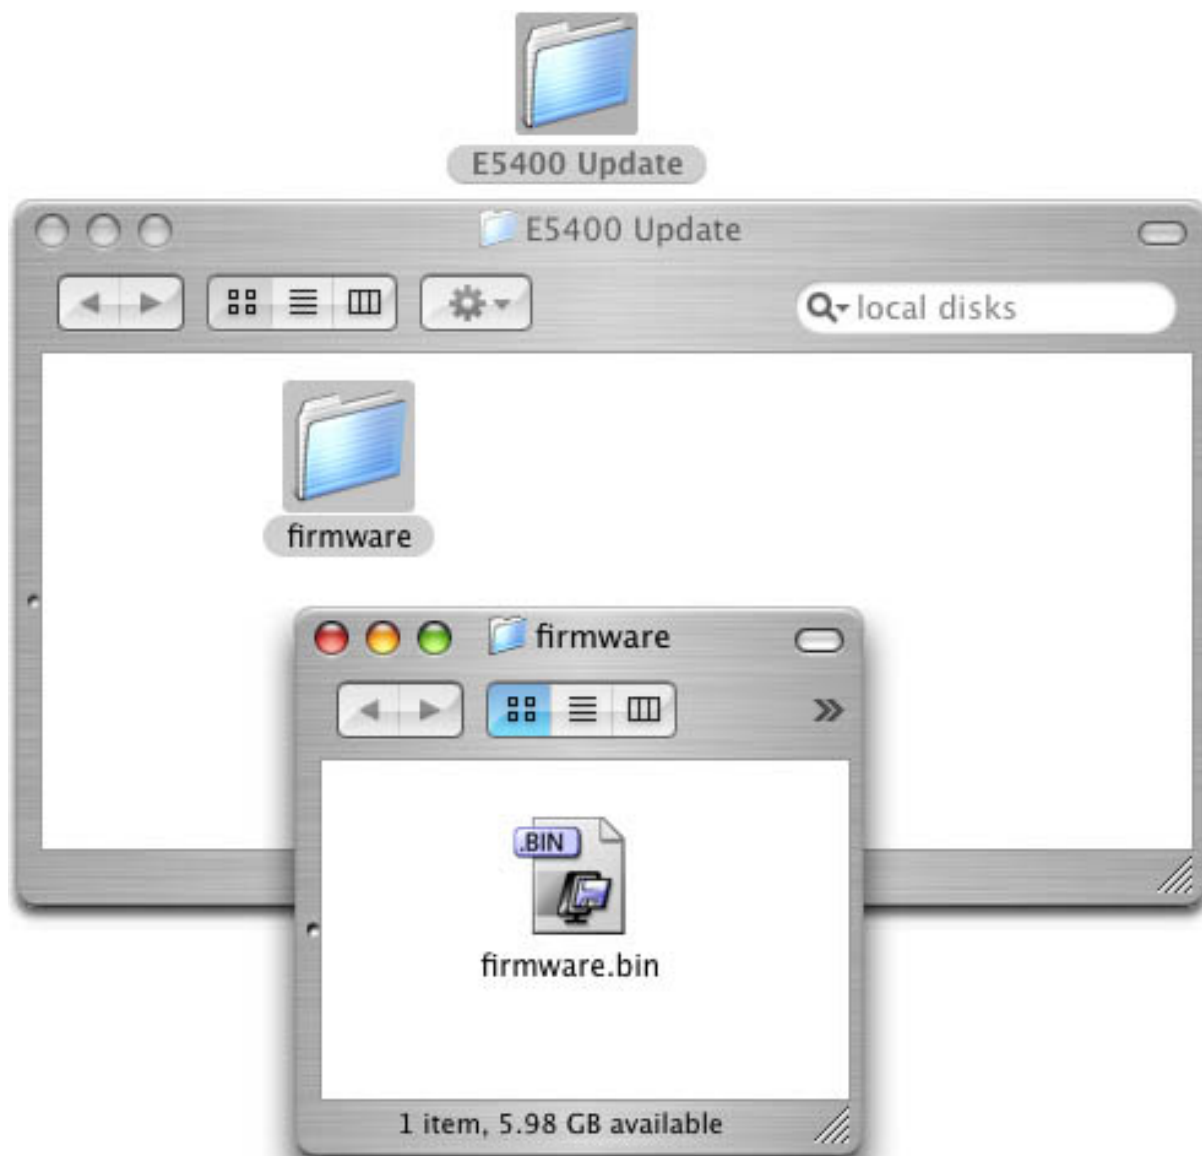 E5400 Update
E5400 Update
local disks
firmware
firmware
.BIN
firmware.bin
1 item, 5.98 GB available